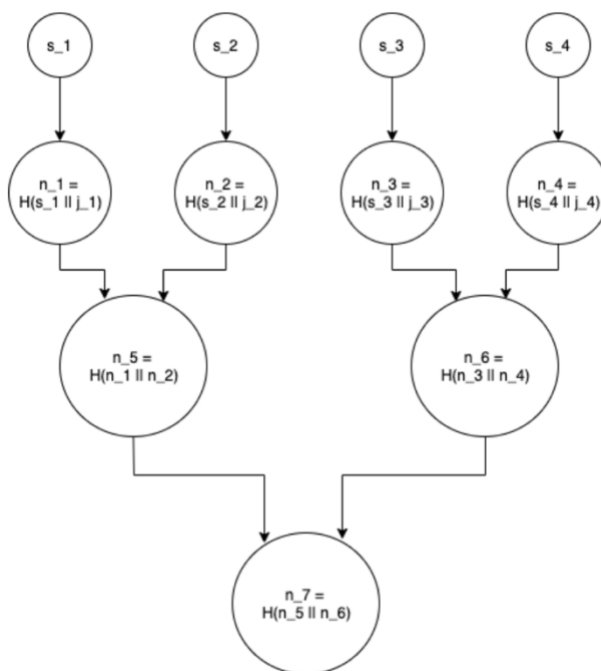 s_1
s_2
s_3
s_4
n_1 =
H(s_1 || j_1)
n_2 =
H(s_2 || j_2)
n_3 =
H(s_3 || j_3)
n_4 =
H(s_4 || j_4)
n_5 =
H(n_1 || n_2)
n_6 =
H(n_3 || n_4)
n_7 =
H(n_5 || n_6)